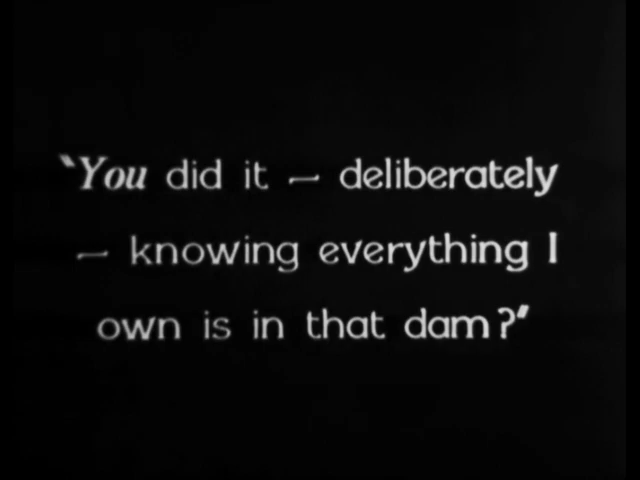 "You did it – deliberately
– knowing everything I
own is in that dam?"